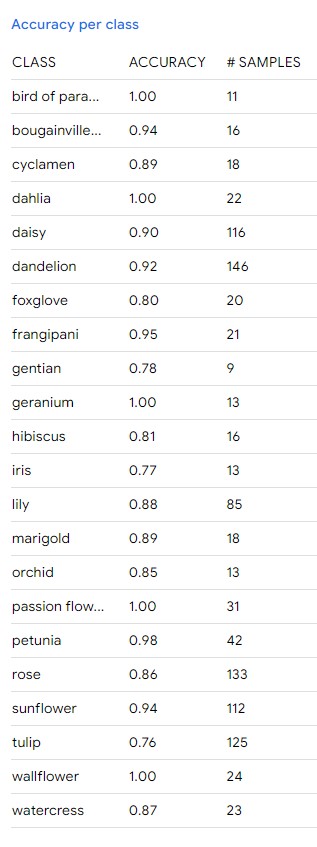 Accuracy per class
CLASS ACCURACY # SAMPLES
bird of para... 1.00 11
bougainville... 0.94 16
cyclamen 0.89 18
dahlia 1.00 22
daisy 0.90 116
dandelion 0.92 146
foxglove 0.80 20
frangipani 0.95 21
gentian 0.78 9
geranium 1.00 13
hibiscus 0.81 16
iris 0.77 13
lily 0.88 85
marigold 0.89 18
orchid 0.85 13
passion flow... 1.00 31
petunia 0.98 42
rose 0.86 133
sunflower 0.94 112
tulip 0.76 125
wallflower 1.00 24
watercress 0.87 23